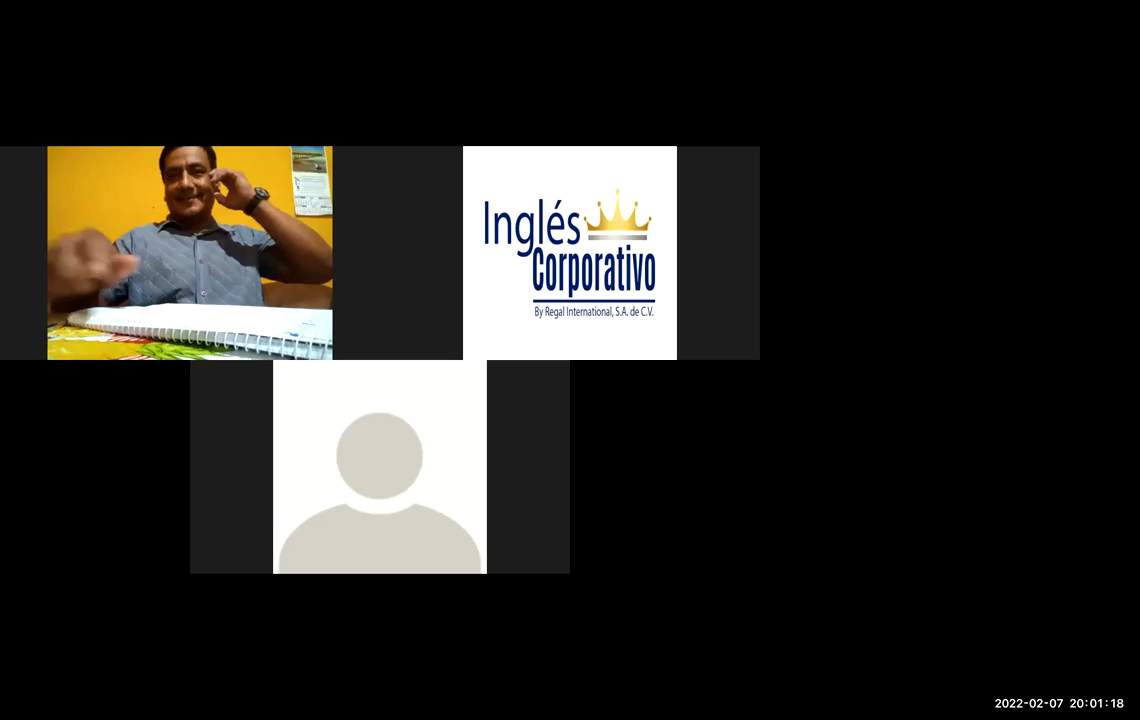 Inglés
Corporativo
By Regal International, S.A. de C.V.
2022-02-07 20:01:18